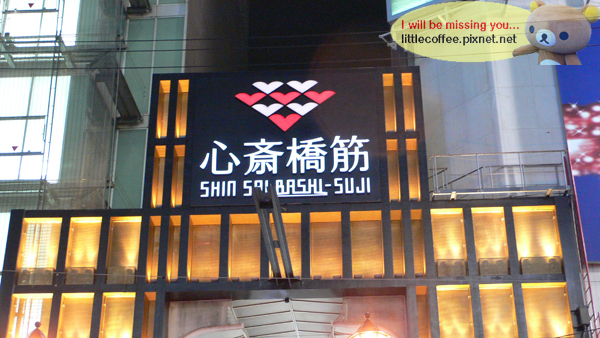 I will be missing you...
littlecoffee.pixnet.net
心斎橋筋
SHIN SAI BASHI-SUJI